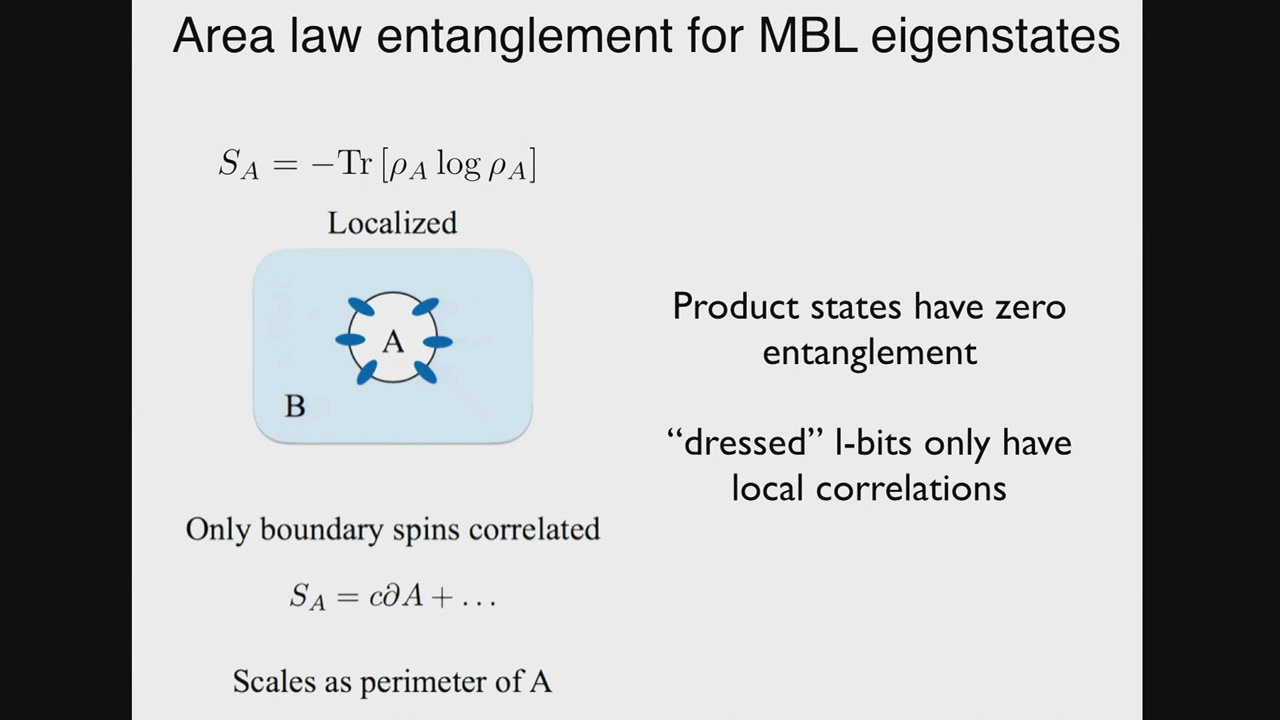 Area law entanglement for MBL eigenstates
S_A = −Tr [ρ_A log ρ_A]
Localized
A
B
Only boundary spins correlated
S_A = c∂A + ...
Scales as perimeter of A
Product states have zero
entanglement
“dressed” l-bits only have
local correlations